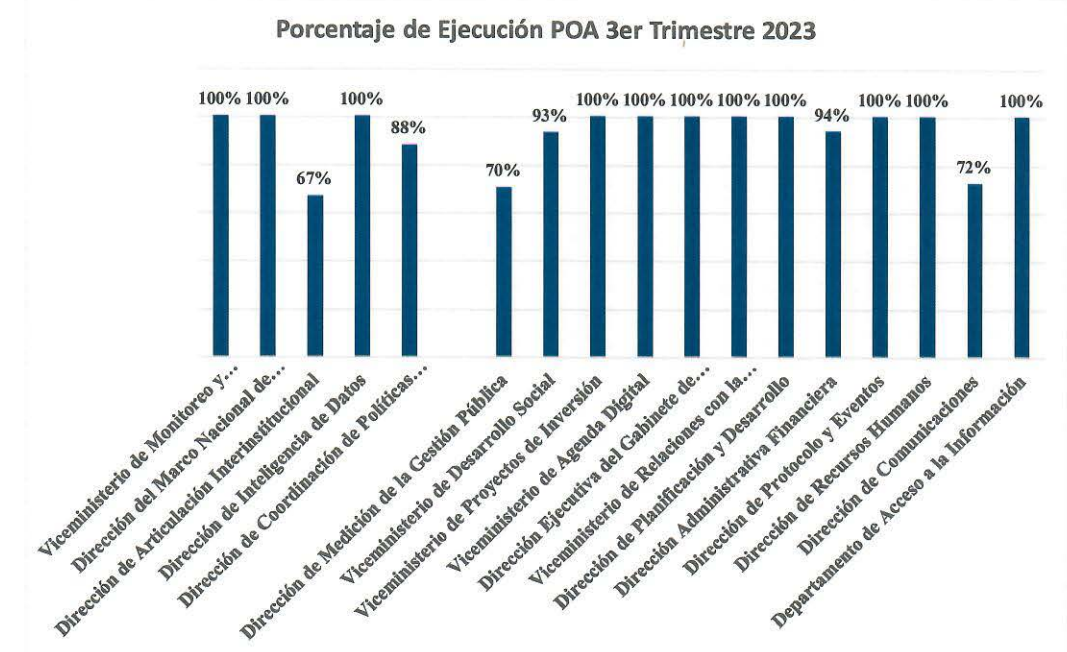 Porcentaje de Ejecución POA 3er Trimestre 2023
100% 100% 67% 100% 88% 70% 93% 100% 100% 100% 100% 100% 94% 100% 100% 72% 100%
Viceministerio de Monitoreo y...
Dirección del Marco Nacional de...
Dirección de Articulación Interinstitucional
Dirección de Inteligencia de Datos
Dirección de Coordinación de Políticas...
Dirección de Medición de la Gestión Pública
Viceministerio de Desarrollo Social
Viceministerio de Proyectos de Inversión
Viceministerio de Agenda Digital
Dirección Ejecutiva del Gabinete de...
Viceministerio de Relaciones con la...
Dirección de Planificación y Desarrollo
Dirección Administrativa Financiera
Dirección de Protocolo y Eventos
Dirección de Recursos Humanos
Dirección de Comunicaciones
Departamento de Acceso a la Información